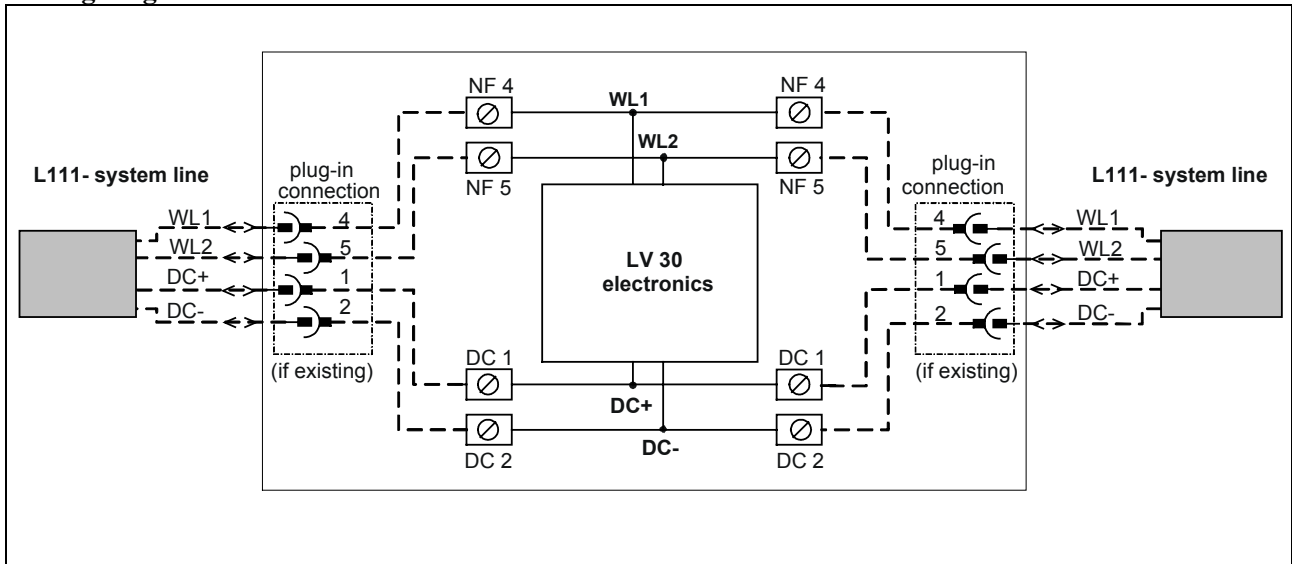 NF 4
WL1
NF 4
WL2
NF 5
NF 5
L111- system line
plug-in
connection
plug-in
connection
L111- system line
WL1
4
4
WL1
WL2
5
5
WL2
LV 30
electronics
DC+
1
1
DC+
DC-
2
2
DC-
(if existing)
(if existing)
DC 1
DC 1
DC+
DC-
DC 2
DC 2